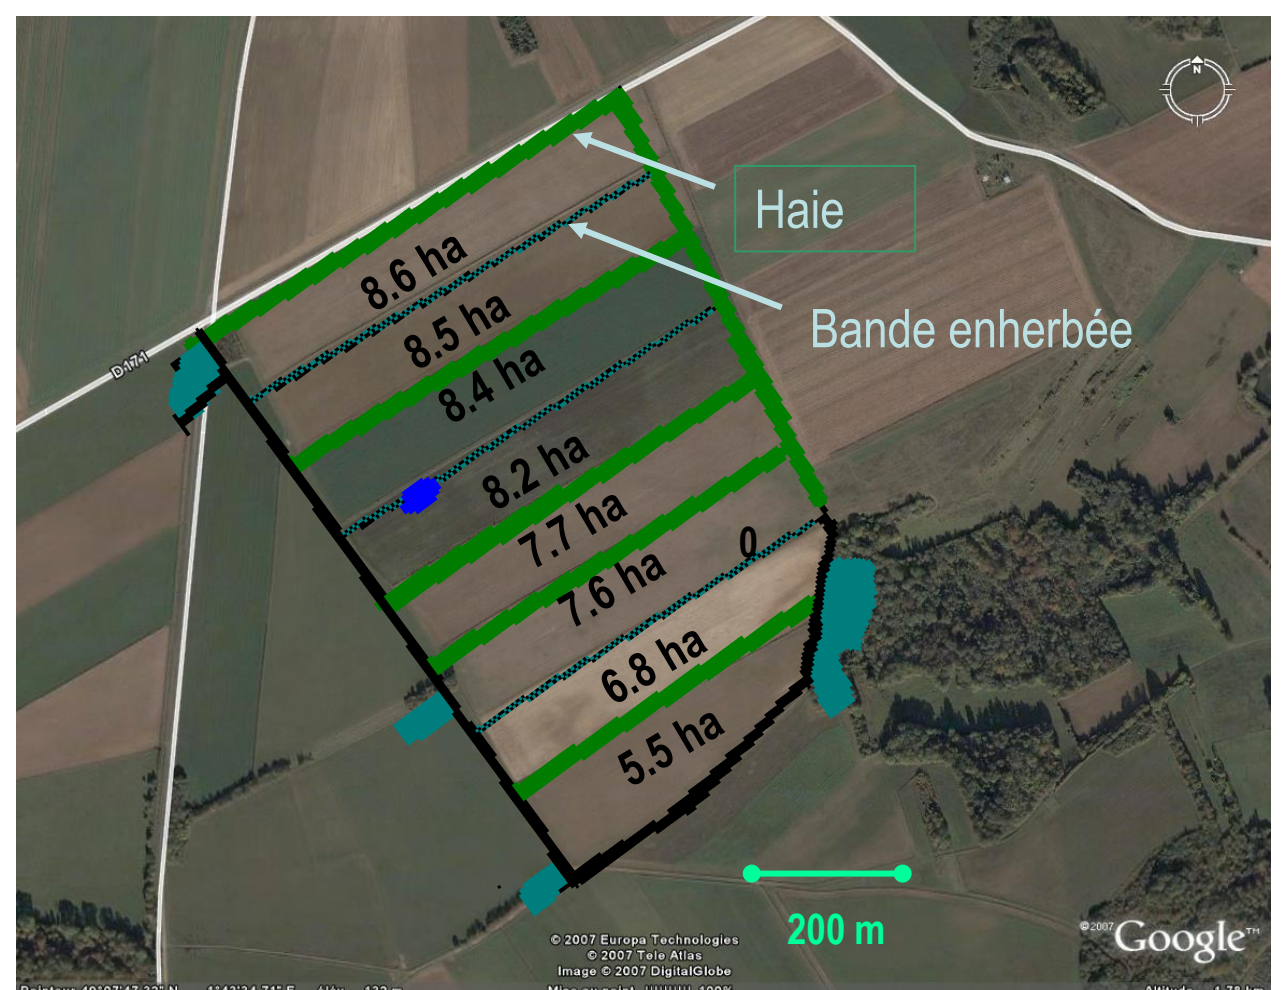 N
Haie
Bande enherbée
D171
8.6 ha
8.5 ha
8.4 ha
8.2 ha
7.7 ha
0
7.6 ha
6.8 ha
5.5 ha
200 m
©2007 Google™
© 2007 Europa Technologies
© 2007 Tele Atlas
Image © 2007 DigitalGlobe